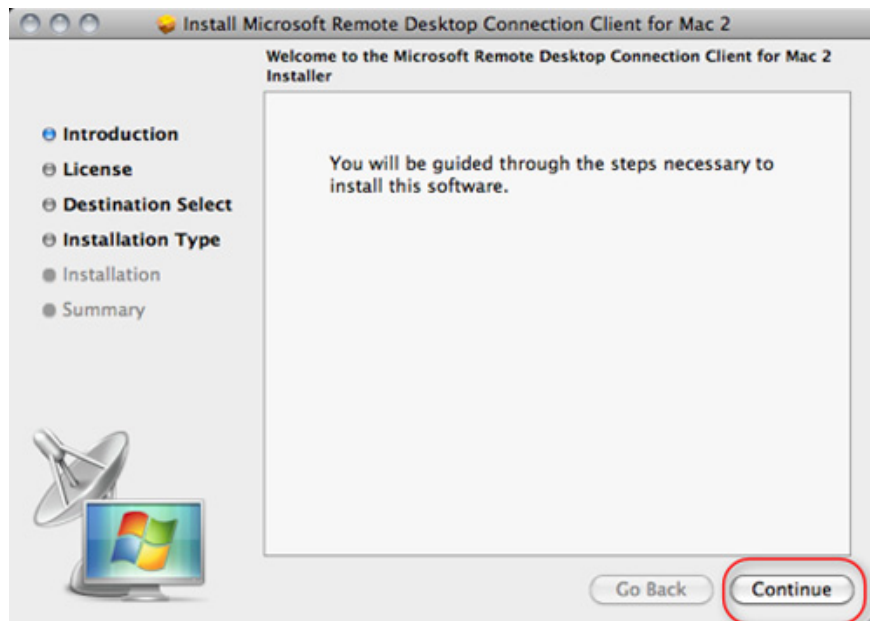 Install Microsoft Remote Desktop Connection Client for Mac 2
Welcome to the Microsoft Remote Desktop Connection Client for Mac 2
Installer
Introduction
License
Destination Select
Installation Type
Installation
Summary
You will be guided through the steps necessary to
install this software.
Go Back
Continue